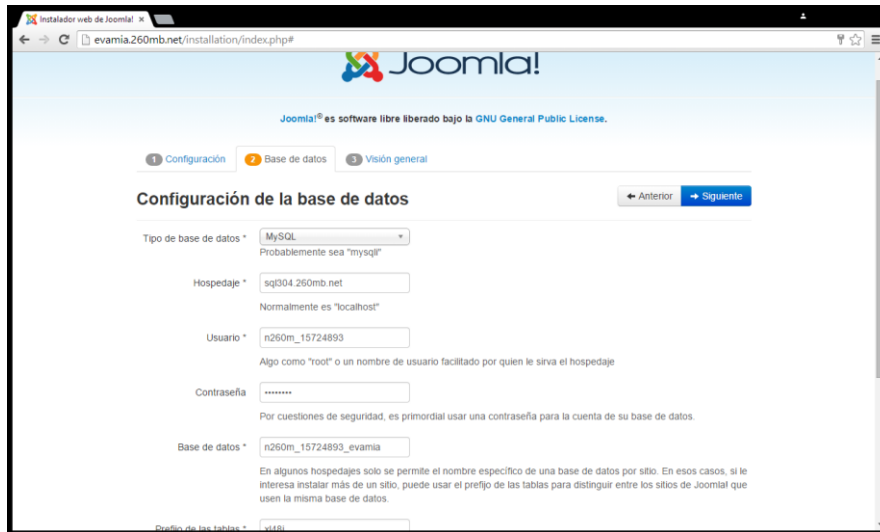 Instalador web de Joomla! ×
evamia.260mb.net/installation/index.php#
Joomla!
Joomla!® es software libre liberado bajo la GNU General Public License.
1 Configuración 2 Base de datos 3 Visión general
Configuración de la base de datos
Anterior Siguiente
Tipo de base de datos * MySQL
Probablemente sea "mysqli"
Hospedaje * sql304.260mb.net
Normalmente es "localhost"
Usuario * n260m_15724893
Algo como "root" o un nombre de usuario facilitado por quien le sirva el hospedaje
Contraseña ••••••••
Por cuestiones de seguridad, es primordial usar una contraseña para la cuenta de su base de datos.
Base de datos * n260m_15724893_evamia
En algunos hospedajes solo se permite el nombre específico de una base de datos por sitio. En esos casos, si le
interesa instalar más de un sitio, puede usar el prefijo de las tablas para distinguir entre los sitios de Joomla! que
usen la misma base de datos.
Prefijo de las tablas *